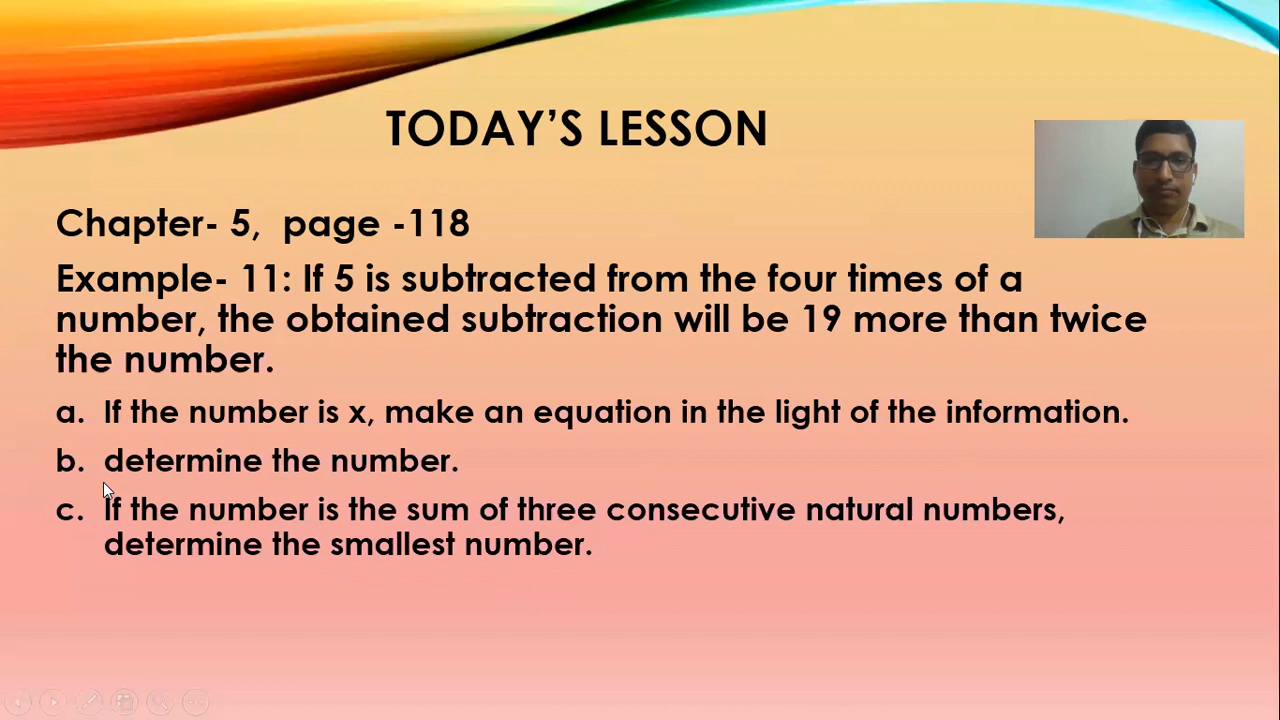 TODAY'S LESSON
Chapter- 5, page -118
Example- 11: If 5 is subtracted from the four times of a
number, the obtained subtraction will be 19 more than twice
the number.
a. If the number is x, make an equation in the light of the information.
b. determine the number.
c. If the number is the sum of three consecutive natural numbers,
determine the smallest number.